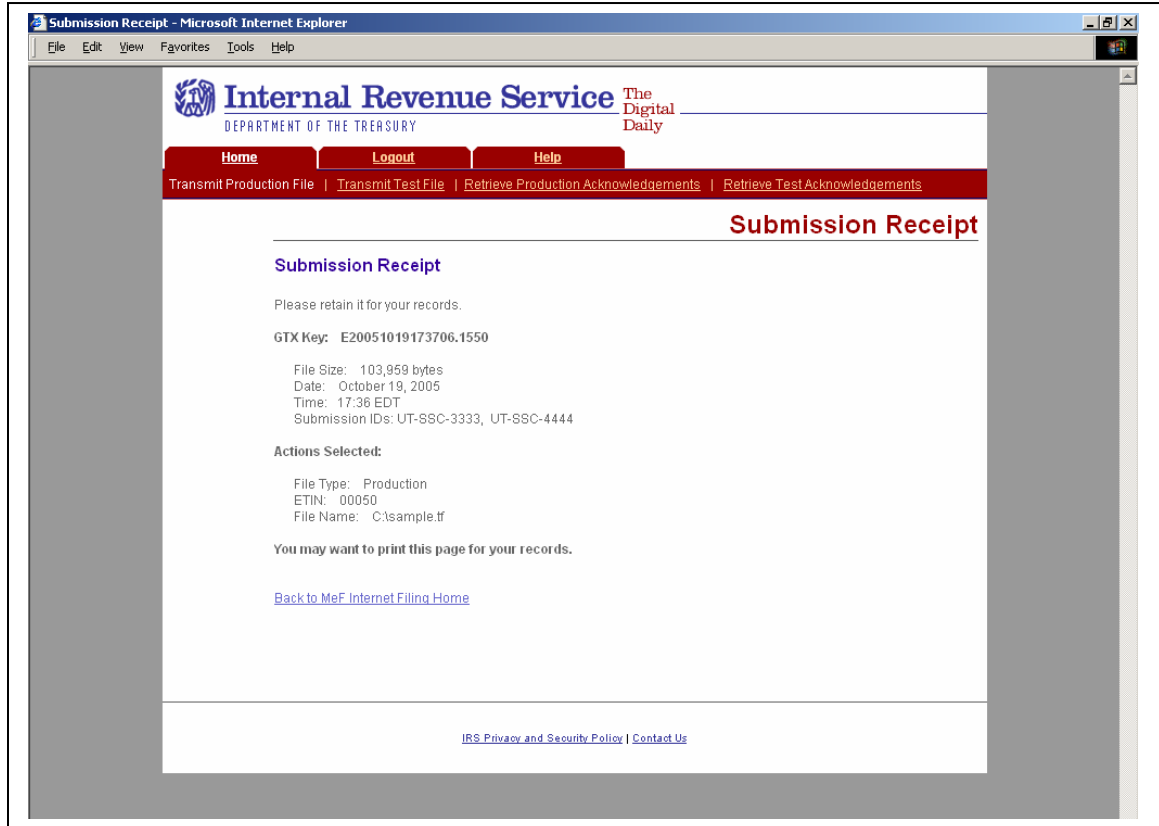 Submission Receipt - Microsoft Internet Explorer
File Edit View Favorites Tools Help
Internal Revenue Service
DEPARTMENT OF THE TREASURY
The
Digital
Daily
Home Logout Help
Transmit Production File | Transmit Test File | Retrieve Production Acknowledgements | Retrieve Test Acknowledgements
Submission Receipt
Submission Receipt
Please retain it for your records.
GTX Key: E20051019173706.1550
File Size: 103,959 bytes
Date: October 19, 2005
Time: 17:36 EDT
Submission IDs: UT-SSC-3333, UT-SSC-4444
Actions Selected:
File Type: Production
ETIN: 00050
File Name: C:\sample.tf
You may want to print this page for your records.
Back to MeF Internet Filing Home
IRS Privacy and Security Policy | Contact Us